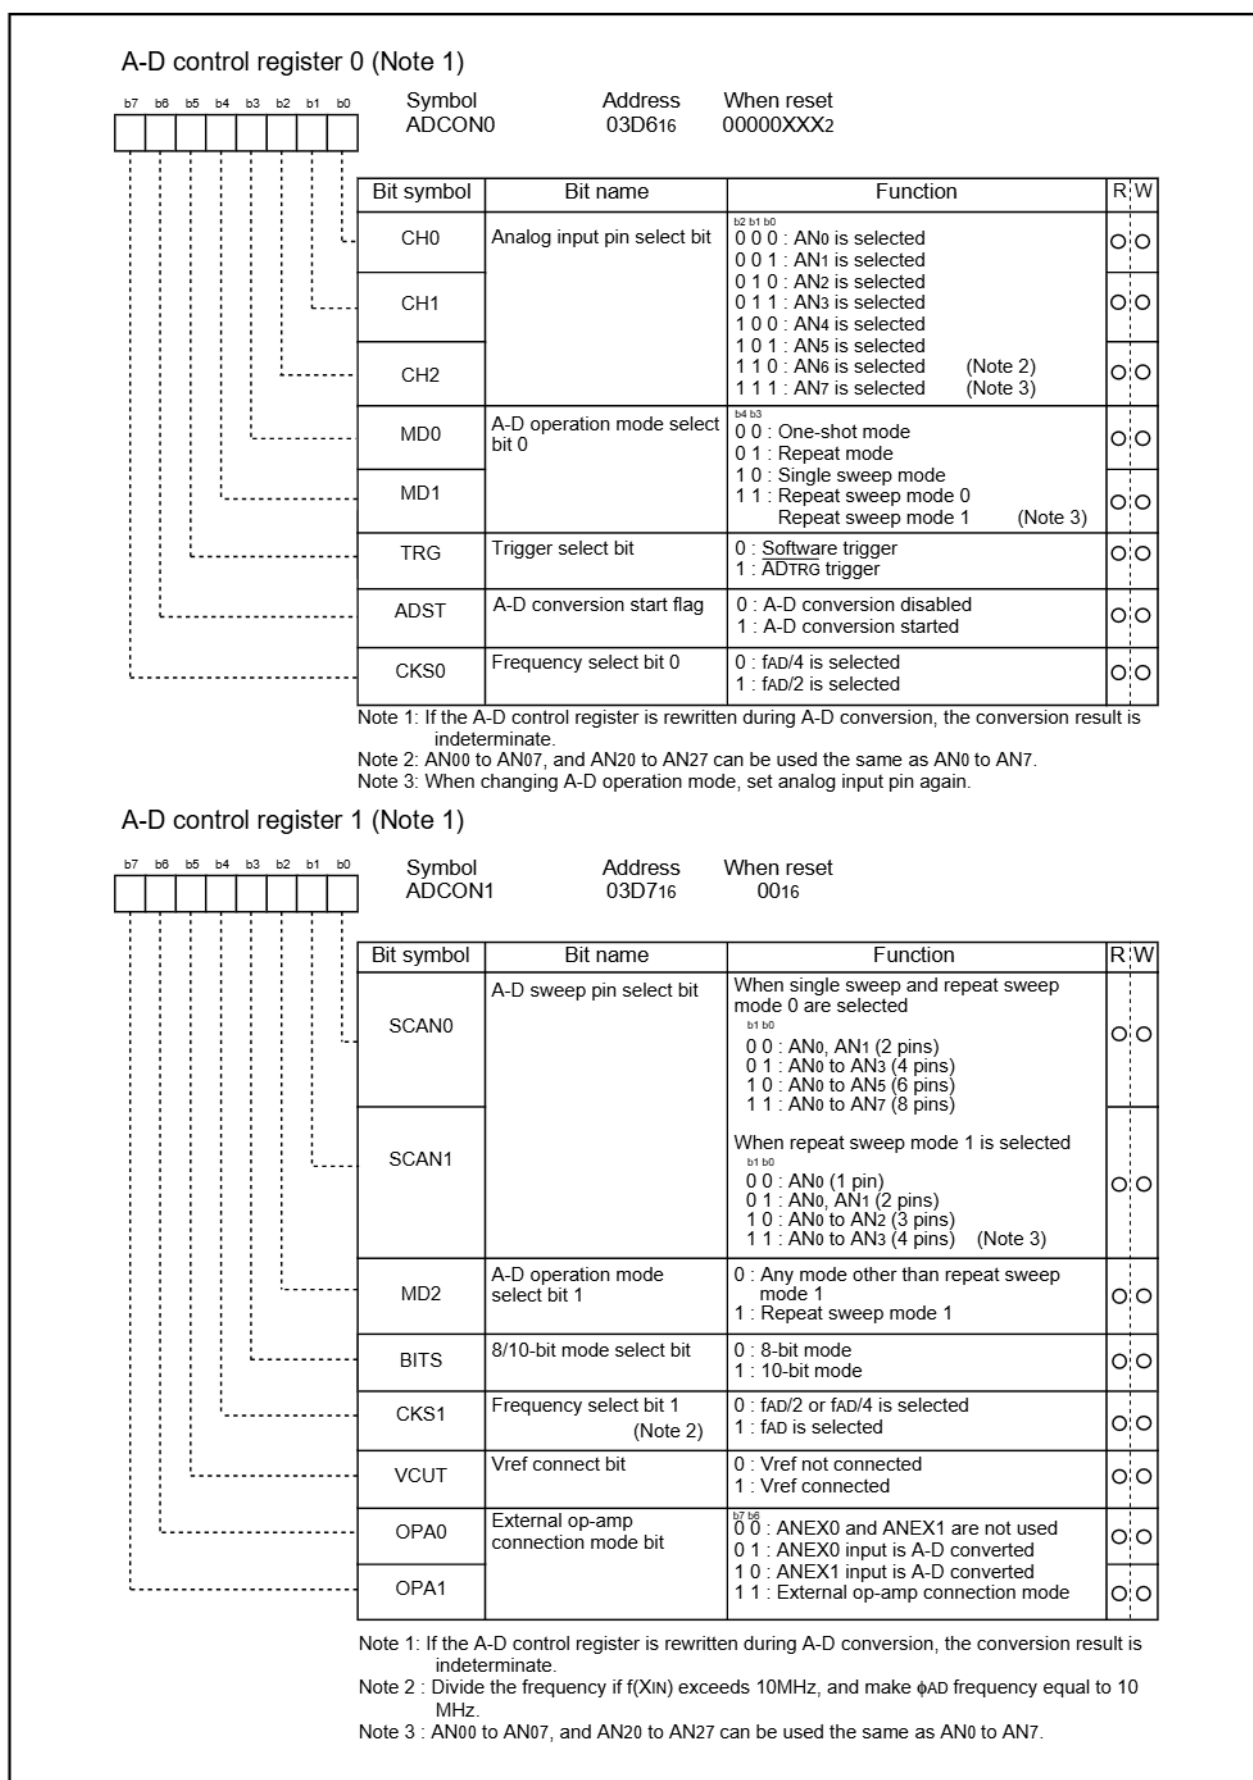 A-D control register 0 (Note 1)
b7 b6 b5 b4 b3 b2 b1 b0
Symbol Address When reset
ADCON0 03D616 00000XXX2
Bit symbol Bit name Function R W
CH0 Analog input pin select bit
b2 b1 b0
0 0 0 : AN0 is selected
0 0 1 : AN1 is selected
0 1 0 : AN2 is selected
CH1
0 1 1 : AN3 is selected
1 0 0 : AN4 is selected
1 0 1 : AN5 is selected
CH2
1 1 0 : AN6 is selected (Note 2)
1 1 1 : AN7 is selected (Note 3)
MD0 A-D operation mode select
bit 0
b4 b3
0 0 : One-shot mode
0 1 : Repeat mode
MD1
1 0 : Single sweep mode
1 1 : Repeat sweep mode 0
Repeat sweep mode 1 (Note 3)
TRG Trigger select bit 0 : Software trigger
1 : ADTRG trigger
ADST A-D conversion start flag 0 : A-D conversion disabled
1 : A-D conversion started
CKS0 Frequency select bit 0 0 : fAD/4 is selected
1 : fAD/2 is selected
Note 1: If the A-D control register is rewritten during A-D conversion, the conversion result is
indeterminate.
Note 2: AN00 to AN07, and AN20 to AN27 can be used the same as AN0 to AN7.
Note 3: When changing A-D operation mode, set analog input pin again.
A-D control register 1 (Note 1)
b7 b6 b5 b4 b3 b2 b1 b0
Symbol Address When reset
ADCON1 03D716 0016
Bit symbol Bit name Function R W
SCAN0 A-D sweep pin select bit When single sweep and repeat sweep
mode 0 are selected
b1 b0
0 0 : AN0, AN1 (2 pins)
0 1 : AN0 to AN3 (4 pins)
1 0 : AN0 to AN5 (6 pins)
1 1 : AN0 to AN7 (8 pins)
SCAN1
When repeat sweep mode 1 is selected
b1 b0
0 0 : AN0 (1 pin)
0 1 : AN0, AN1 (2 pins)
1 0 : AN0 to AN2 (3 pins)
1 1 : AN0 to AN3 (4 pins) (Note 3)
MD2 A-D operation mode
select bit 1
0 : Any mode other than repeat sweep
mode 1
1 : Repeat sweep mode 1
BITS 8/10-bit mode select bit 0 : 8-bit mode
1 : 10-bit mode
CKS1 Frequency select bit 1
(Note 2)
0 : fAD/2 or fAD/4 is selected
1 : fAD is selected
VCUT Vref connect bit 0 : Vref not connected
1 : Vref connected
OPA0 External op-amp
connection mode bit
b7 b6
0 0 : ANEX0 and ANEX1 are not used
0 1 : ANEX0 input is A-D converted
OPA1
1 0 : ANEX1 input is A-D converted
1 1 : External op-amp connection mode
Note 1: If the A-D control register is rewritten during A-D conversion, the conversion result is
indeterminate.
Note 2 : Divide the frequency if f(XIN) exceeds 10MHz, and make ϕAD frequency equal to 10
MHz.
Note 3 : AN00 to AN07, and AN20 to AN27 can be used the same as AN0 to AN7.